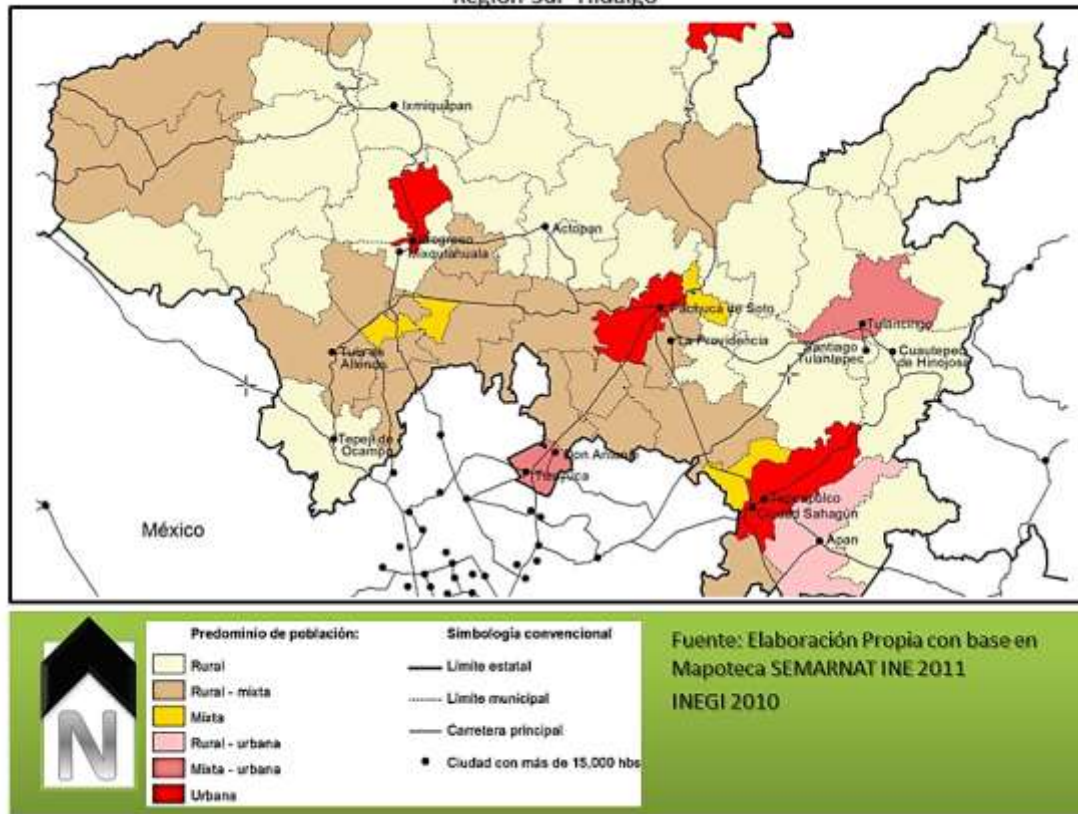 Región Sur Hidalgo
Ixmiquilpan
Actopan
Progreso
Mixquiahuala
Pachuca de Soto
La Providencia
Tulancingo
Santiago
Tulantepec
Cuautepec
de Hinojosa
Tula de
Allende
Tepeji de
Ocampo
Don Antonio
Tizayuca
Tepeapulco
Ciudad Sahagún
Apan
México
N
Predominio de población:
Rural
Rural - mixta
Mixta
Rural - urbana
Mixta - urbana
Urbana
Simbología convencional
Límite estatal
Límite municipal
Carretera principal
Ciudad con más de 15,000 hbs
Fuente: Elaboración Propia con base en
Mapoteca SEMARNAT INE 2011
INEGI 2010